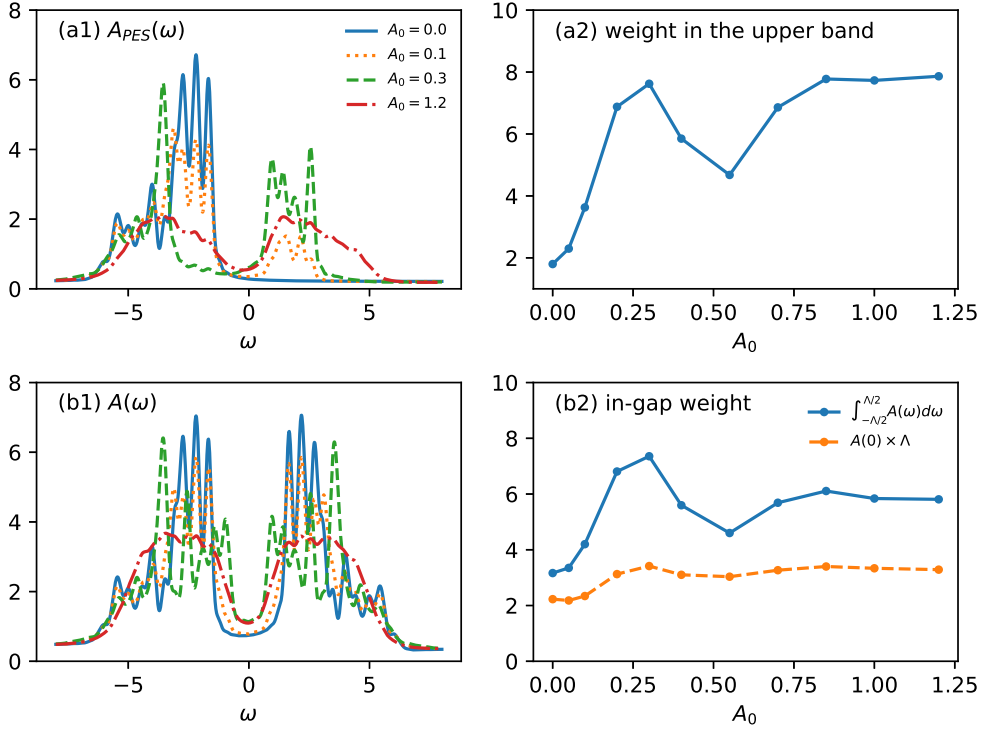 (a1) A_PES(ω)
A₀ = 0.0
A₀ = 0.1
A₀ = 0.3
A₀ = 1.2
8
6
4
2
0
−5
0
5
ω
(a2) weight in the upper band
10
8
6
4
2
0.00
0.25
0.50
0.75
1.00
1.25
A₀
(b1) A(ω)
8
6
4
2
0
−5
0
5
ω
(b2) in-gap weight
∫_{−Λ/2}^{Λ/2} A(ω)dω
A(0) × Λ
10
8
6
4
2
0
0.00
0.25
0.50
0.75
1.00
1.25
A₀